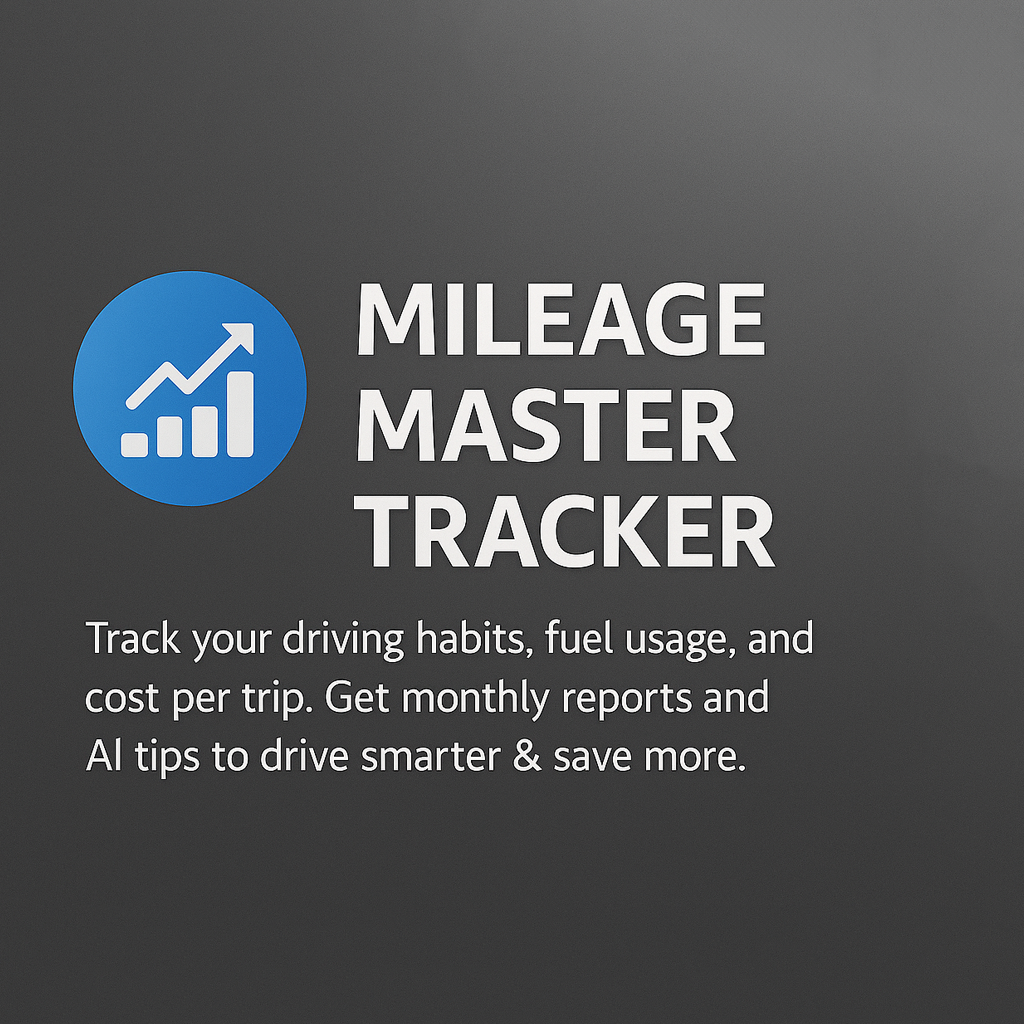 MILEAGE
MASTER
TRACKER
Track your driving habits, fuel usage, and
cost per trip. Get monthly reports and
AI tips to drive smarter & save more.